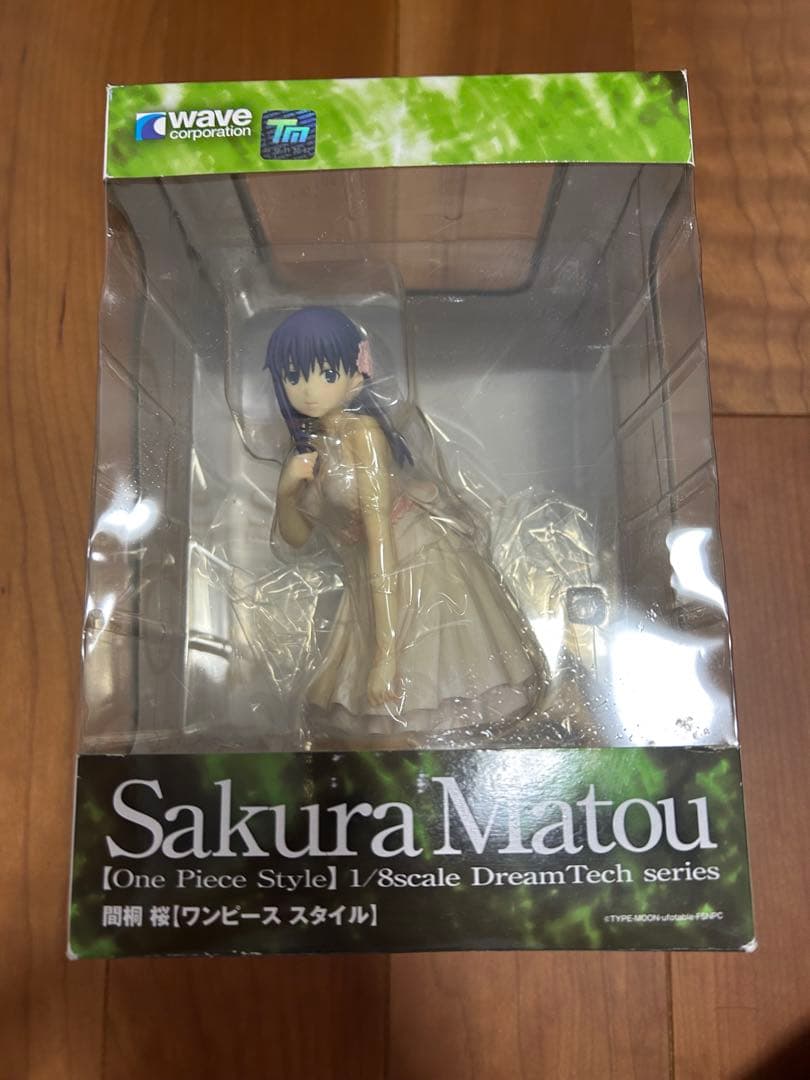 wave
corporation
TM
Sakura Matou
【One Piece Style】 1/8scale DreamTech series
間桐 桜【ワンピース スタイル】
©TYPE-MOON·ufotable·FSNPC